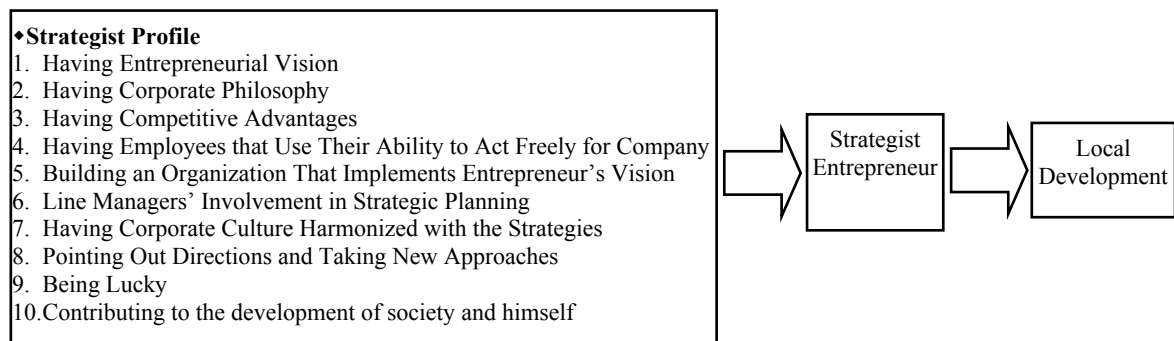 ◆Strategist Profile
1. Having Entrepreneurial Vision
2. Having Corporate Philosophy
3. Having Competitive Advantages
4. Having Employees that Use Their Ability to Act Freely for Company
5. Building an Organization That Implements Entrepreneur's Vision
6. Line Managers' Involvement in Strategic Planning
7. Having Corporate Culture Harmonized with the Strategies
8. Pointing Out Directions and Taking New Approaches
9. Being Lucky
10.Contributing to the development of society and himself
Strategist
Entrepreneur
Local
Development